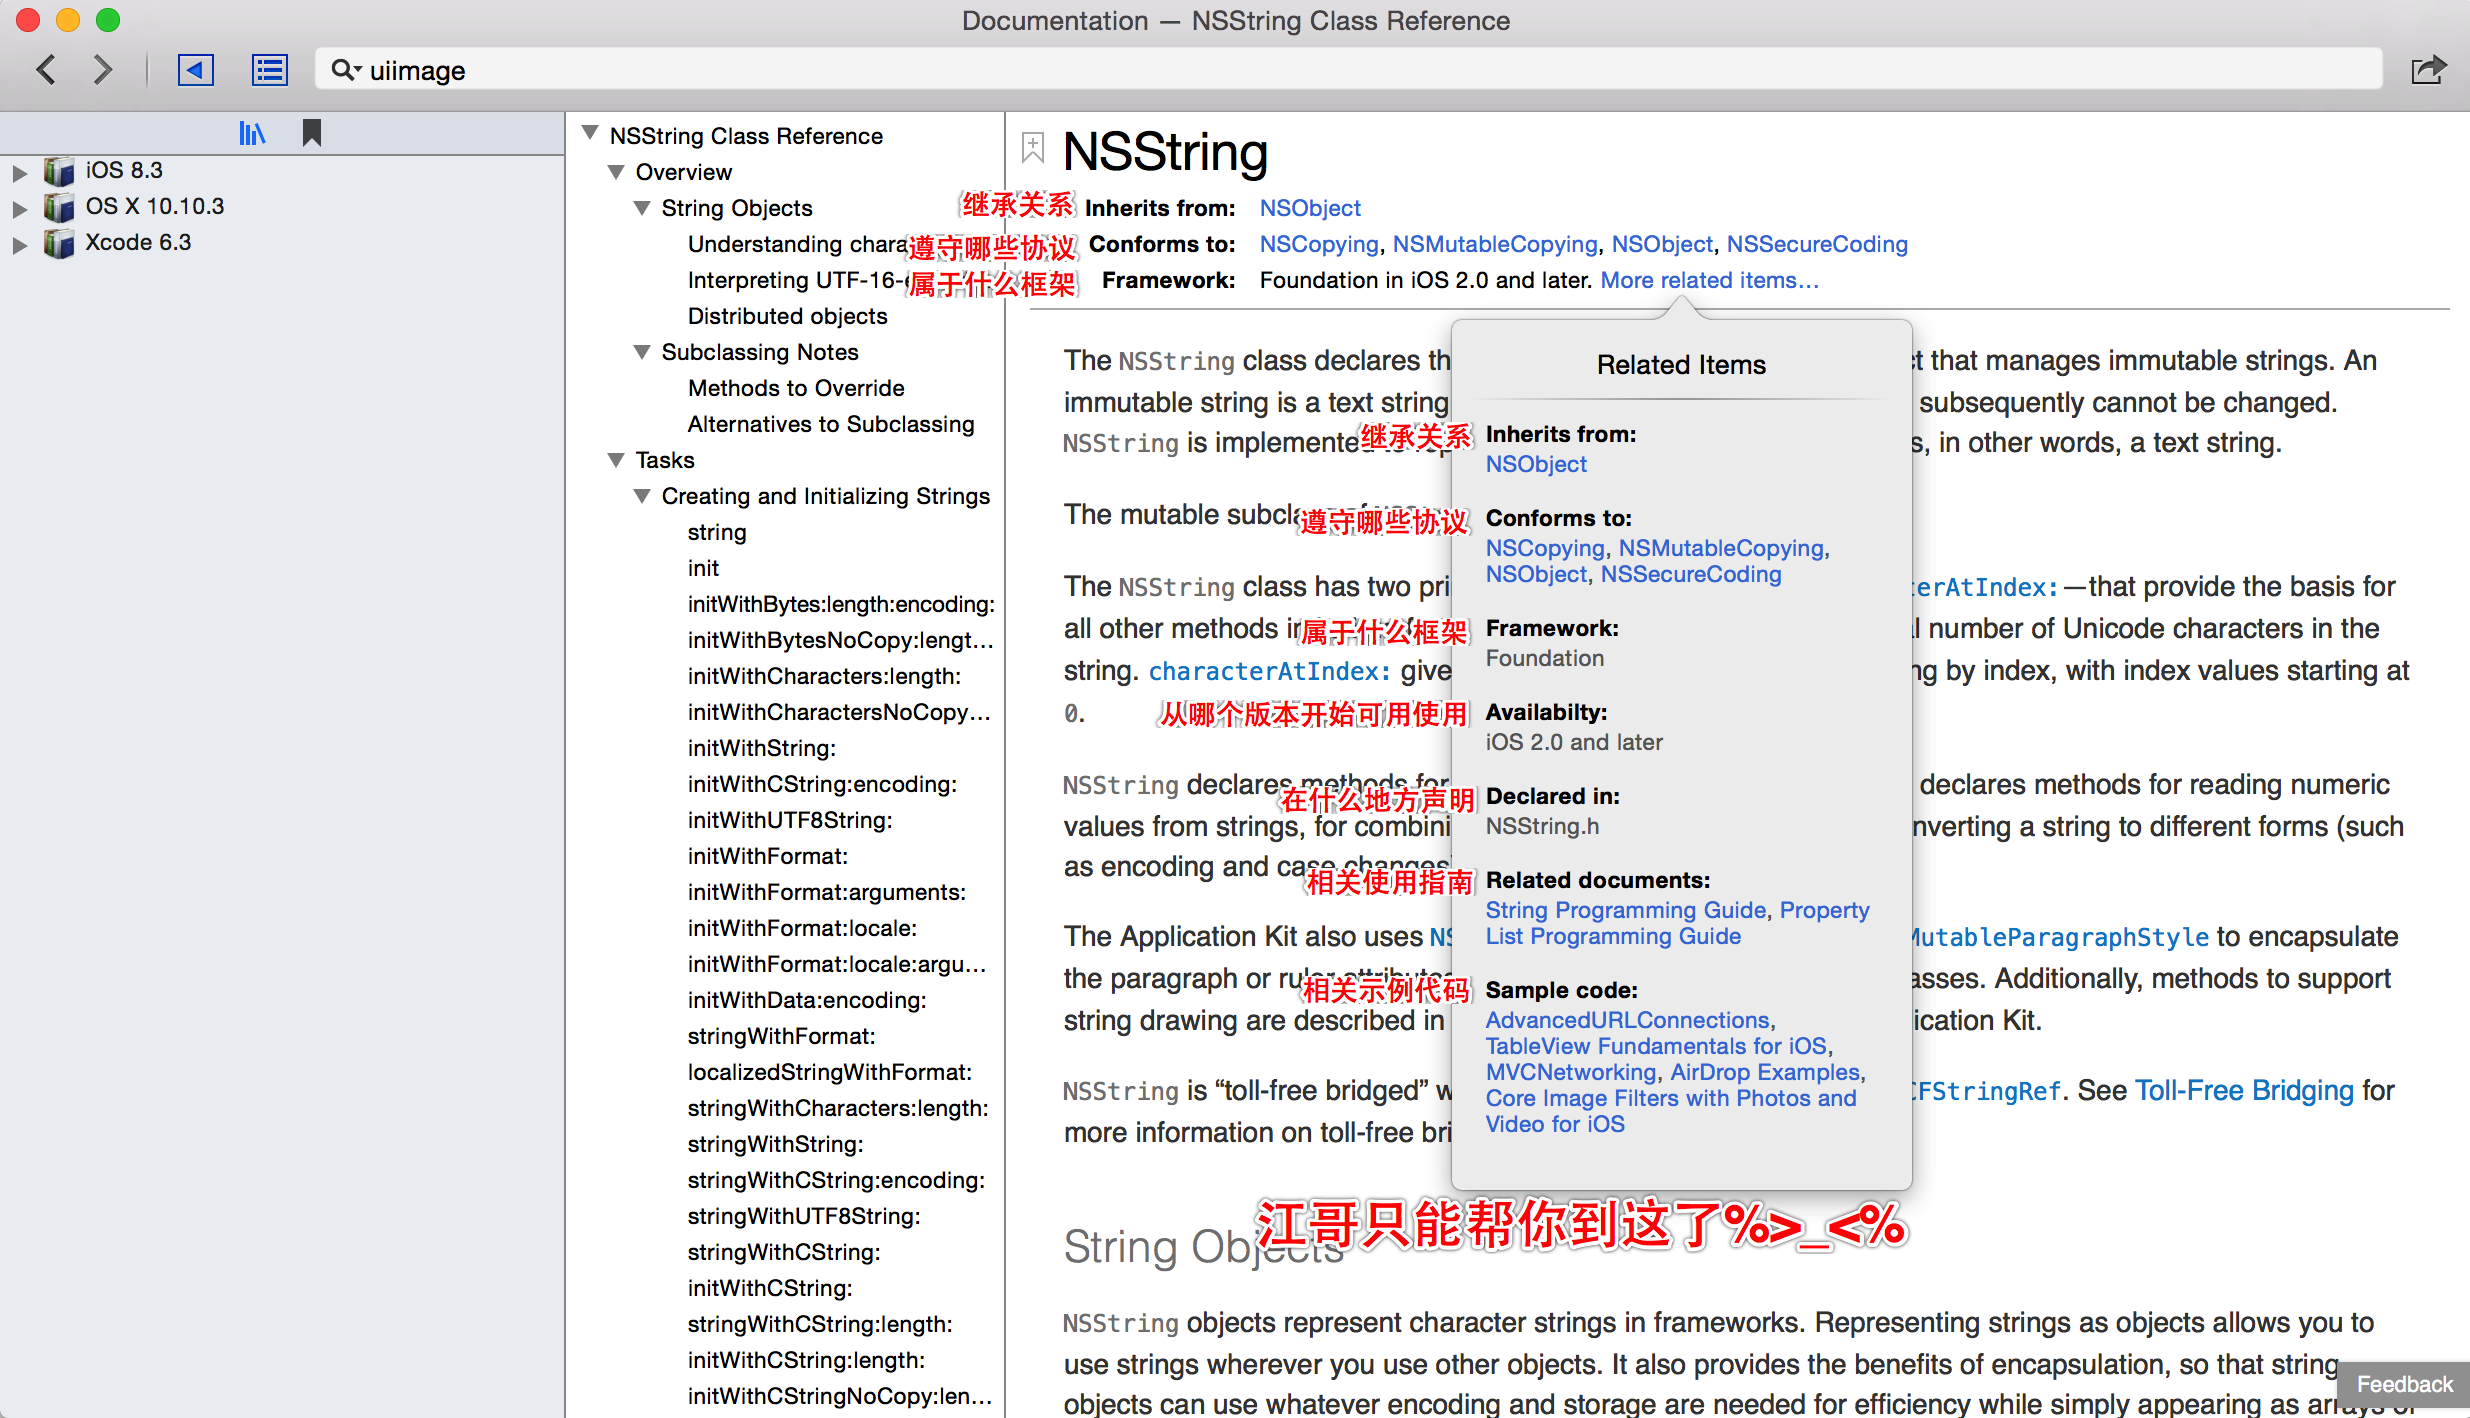 Documentation — NSString Class Reference
uiimage
iOS 8.3
OS X 10.10.3
Xcode 6.3
NSString Class Reference
Overview
String Objects
Understanding chara
Interpreting UTF-16-e
Distributed objects
Subclassing Notes
Methods to Override
Alternatives to Subclassing
Tasks
Creating and Initializing Strings
string
init
initWithBytes:length:encoding:
initWithBytesNoCopy:lengt...
initWithCharacters:length:
initWithCharactersNoCopy...
initWithString:
initWithCString:encoding:
initWithUTF8String:
initWithFormat:
initWithFormat:arguments:
initWithFormat:locale:
initWithFormat:locale:argu...
initWithData:encoding:
stringWithFormat:
localizedStringWithFormat:
stringWithCharacters:length:
stringWithString:
stringWithCString:encoding:
stringWithUTF8String:
stringWithCString:
initWithCString:
stringWithCString:length:
initWithCString:length:
initWithCStringNoCopy:len...
NSString
继承关系 Inherits from: NSObject
遵守哪些协议 Conforms to: NSCopying, NSMutableCopying, NSObject, NSSecureCoding
属于什么框架 Framework: Foundation in iOS 2.0 and later. More related items...
The NSString class declares th
ct that manages immutable strings. An
immutable string is a text string
subsequently cannot be changed.
NSString is implemented to rep
s, in other words, a text string.
The mutable subcla
The NSString class has two pri
terAtIndex:—that provide the basis for
all other methods in
l number of Unicode characters in the
string. characterAtIndex: give
ng by index, with index values starting at
0.
NSString declares methods for
declares methods for reading numeric
values from strings, for combini
nverting a string to different forms (such
as encoding and case changes)
The Application Kit also uses NS
MutableParagraphStyle to encapsulate
the paragraph or ruler attributes
asses. Additionally, methods to support
string drawing are described in
ication Kit.
NSString is “toll-free bridged” w
CFStringRef. See Toll-Free Bridging for
more information on toll-free bri
Related Items
继承关系 Inherits from:
NSObject
遵守哪些协议 Conforms to:
NSCopying, NSMutableCopying,
NSObject, NSSecureCoding
属于什么框架 Framework:
Foundation
从哪个版本开始可用使用 Availabilty:
iOS 2.0 and later
在什么地方声明 Declared in:
NSString.h
相关使用指南 Related documents:
String Programming Guide, Property
List Programming Guide
相关示例代码 Sample code:
AdvancedURLConnections,
TableView Fundamentals for iOS,
MVCNetworking, AirDrop Examples,
Core Image Filters with Photos and
Video for iOS
江哥只能帮你到这了%>_<%
String Objects
NSString objects represent character strings in frameworks. Representing strings as objects allows you to
use strings wherever you use other objects. It also provides the benefits of encapsulation, so that string
objects can use whatever encoding and storage are needed for efficiency while simply appearing as arrays of
Feedback